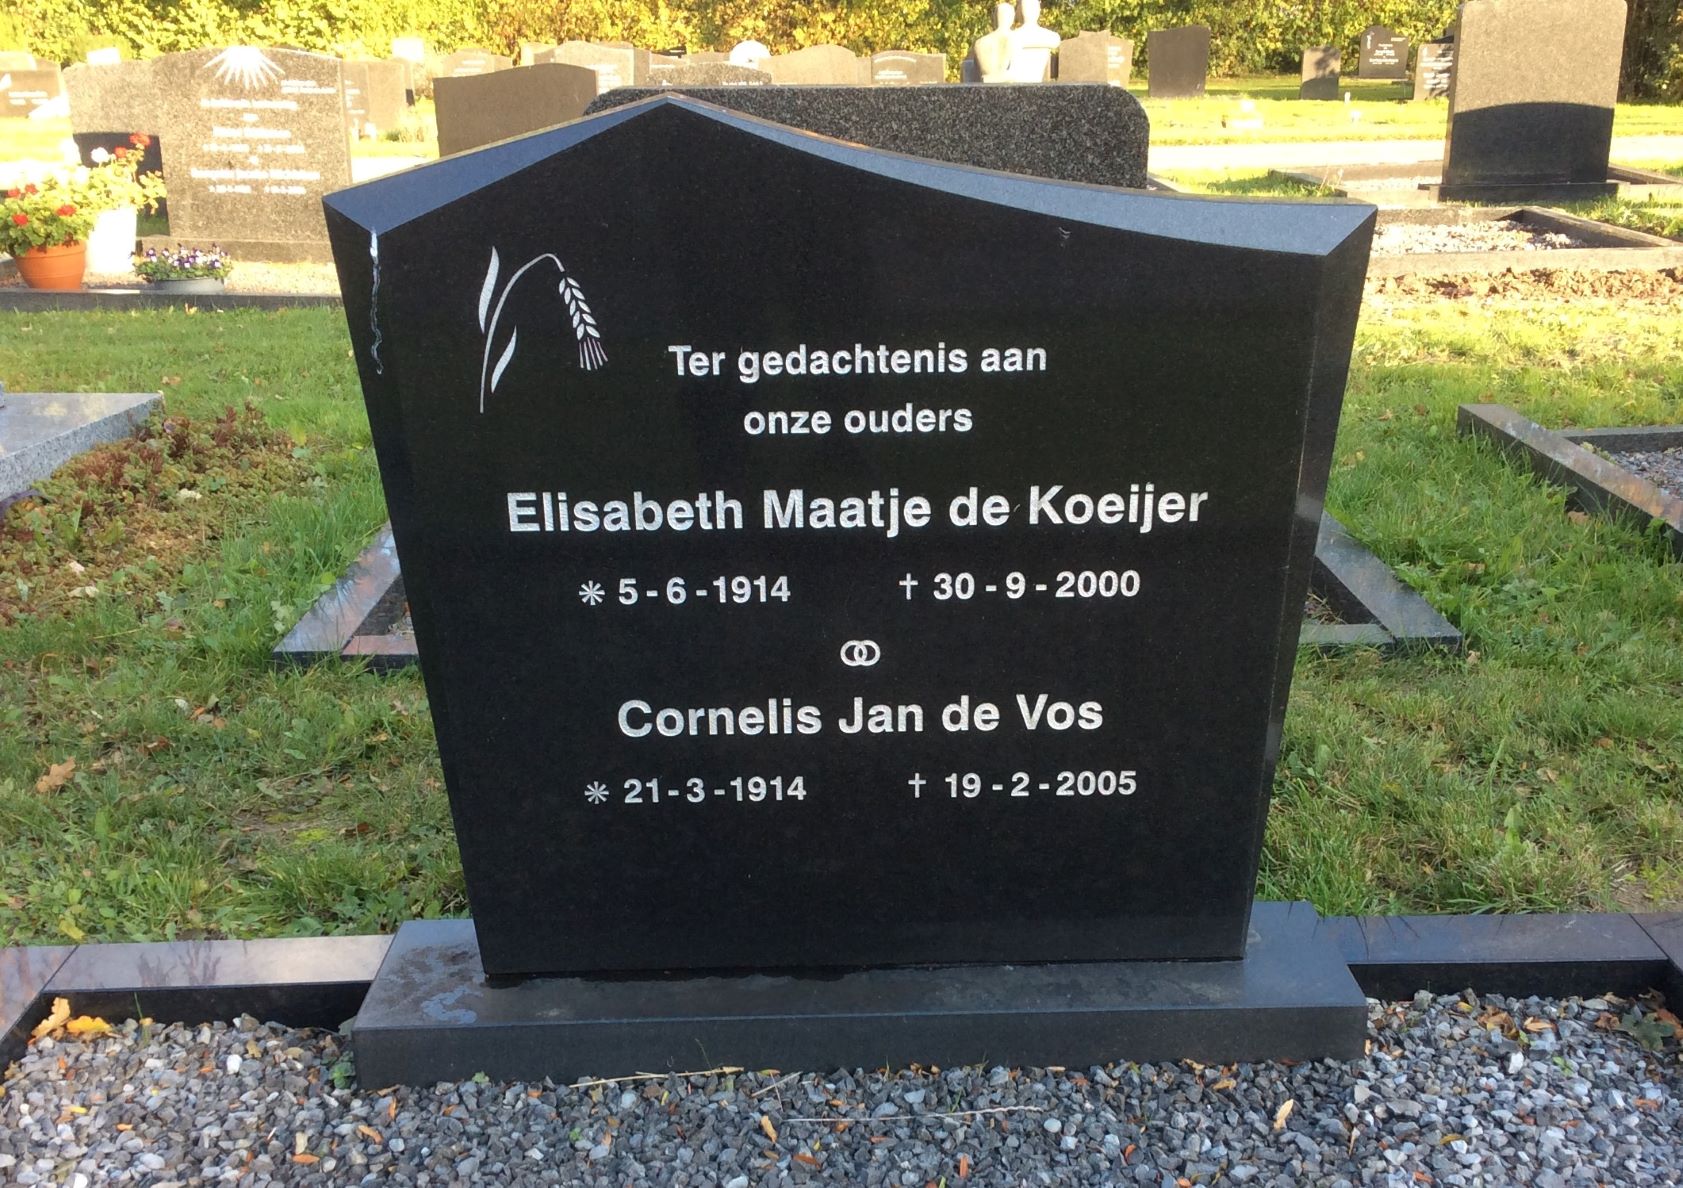 Ter gedachtenis aan
onze ouders
Elisabeth Maatje de Koeijer
* 5-6-1914 † 30-9-2000
Cornelis Jan de Vos
* 21-3-1914 † 19-2-2005